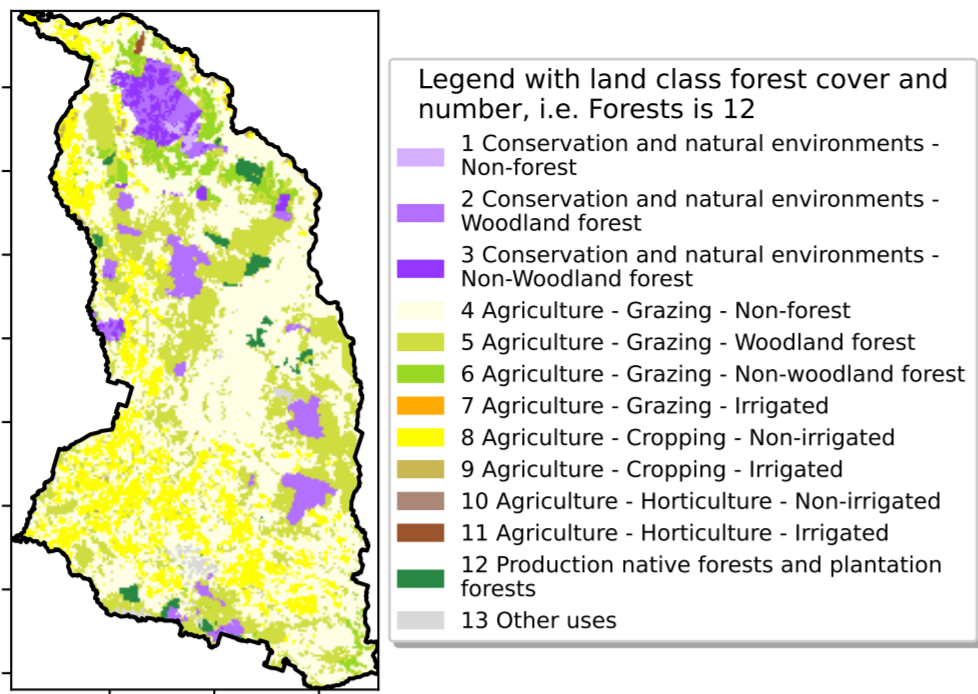 Legend with land class forest cover and
number, i.e. Forests is 12
1 Conservation and natural environments -
Non-forest
2 Conservation and natural environments -
Woodland forest
3 Conservation and natural environments -
Non-Woodland forest
4 Agriculture - Grazing - Non-forest
5 Agriculture - Grazing - Woodland forest
6 Agriculture - Grazing - Non-woodland forest
7 Agriculture - Grazing - Irrigated
8 Agriculture - Cropping - Non-irrigated
9 Agriculture - Cropping - Irrigated
10 Agriculture - Horticulture - Non-irrigated
11 Agriculture - Horticulture - Irrigated
12 Production native forests and plantation
forests
13 Other uses